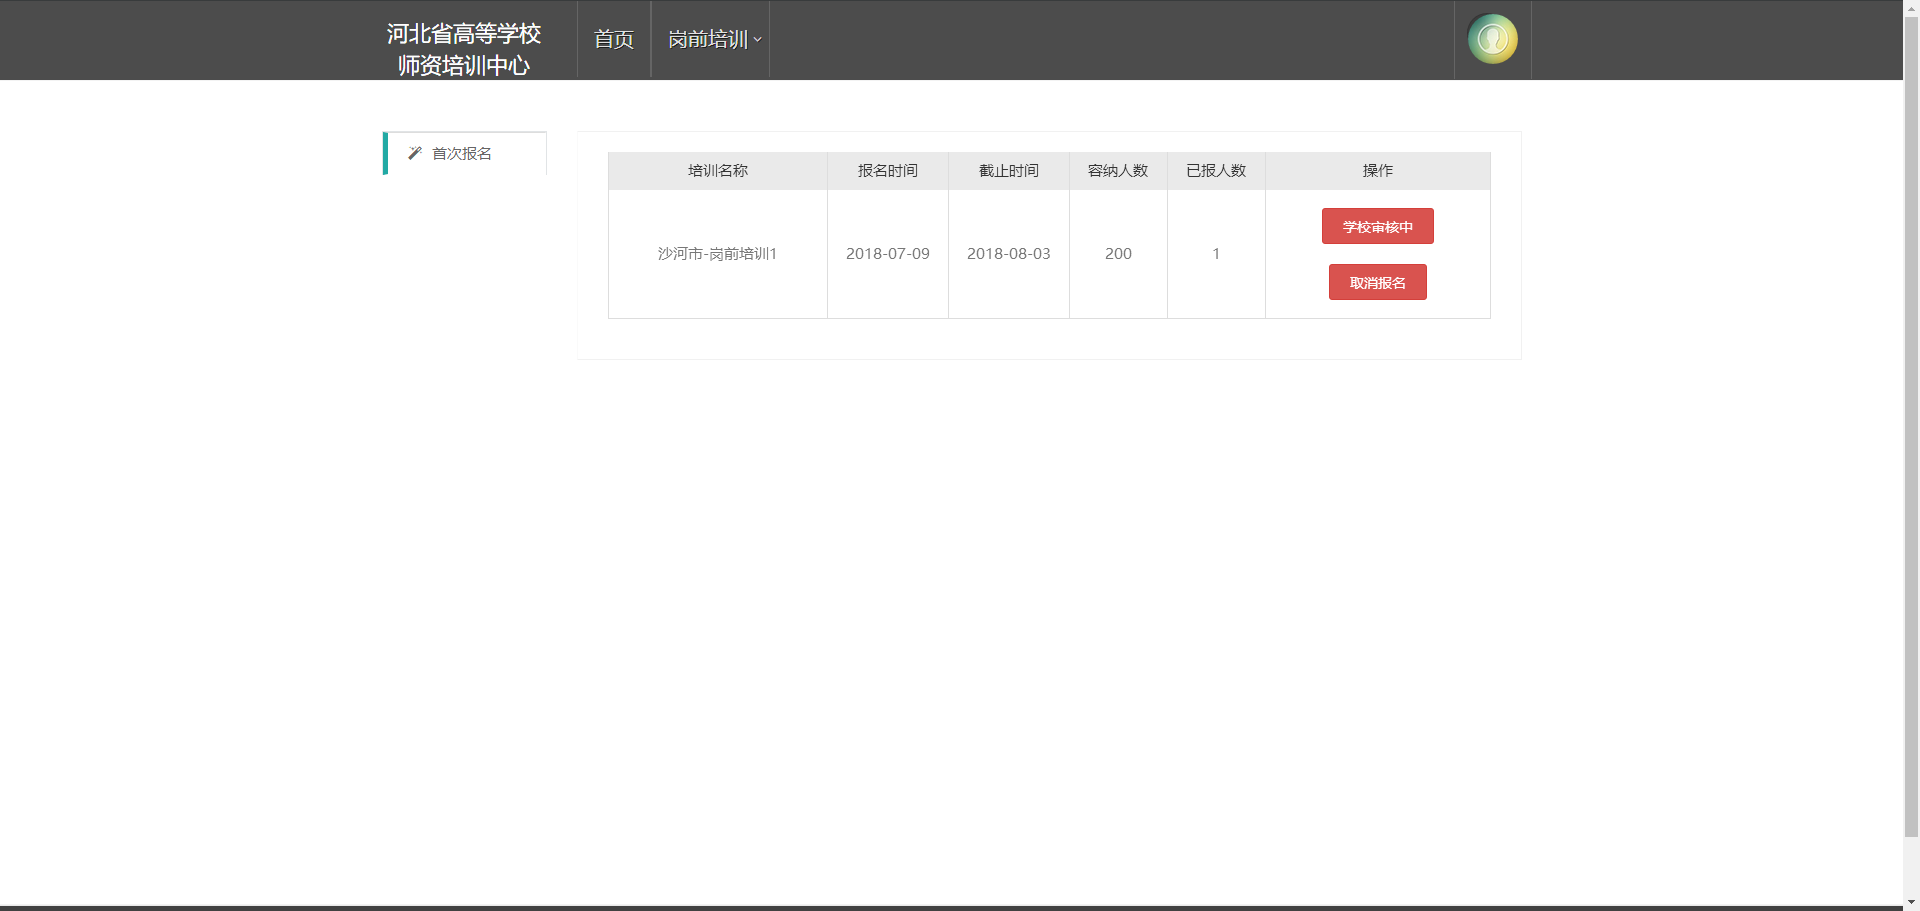 河北省高等学校
师资培训中心
首页
岗前培训
首次报名
培训名称 报名时间 截止时间 容纳人数 已报人数 操作
沙河市-岗前培训1 2018-07-09 2018-08-03 200 1 学校审核中
取消报名